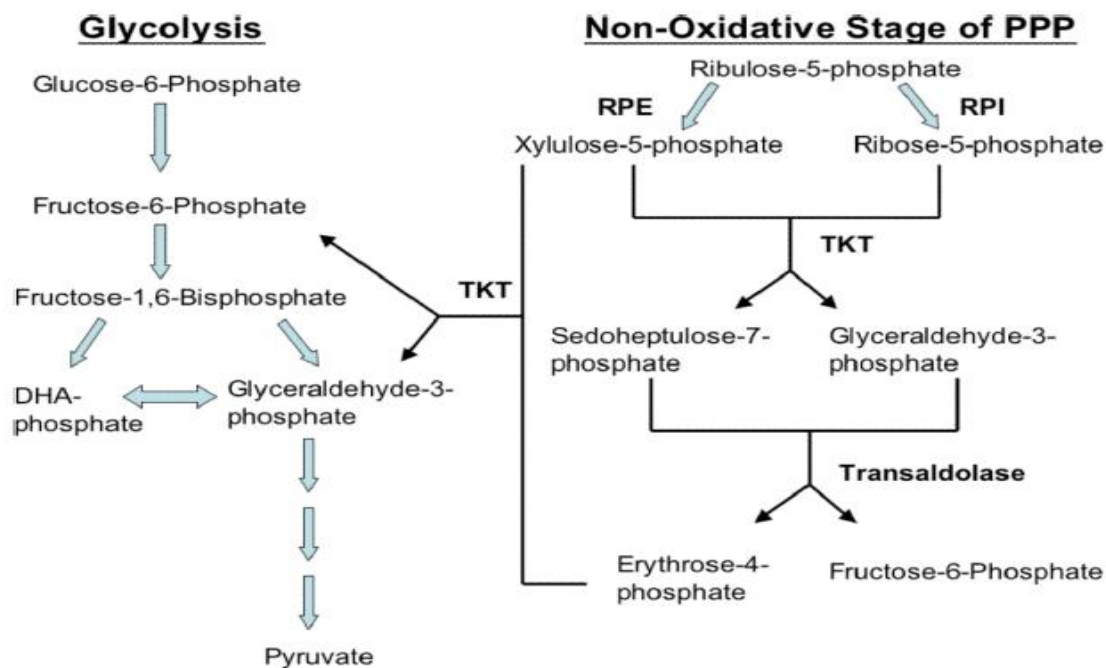 Glycolysis
Glucose-6-Phosphate
Fructose-6-Phosphate
Fructose-1,6-Bisphosphate
DHA-
phosphate
Glyceraldehyde-3-
phosphate
Pyruvate
TKT
Non-Oxidative Stage of PPP
Ribulose-5-phosphate
RPE
RPI
Xylulose-5-phosphate
Ribose-5-phosphate
TKT
Sedoheptulose-7-
phosphate
Glyceraldehyde-3-
phosphate
Transaldolase
Erythrose-4-
phosphate
Fructose-6-Phosphate